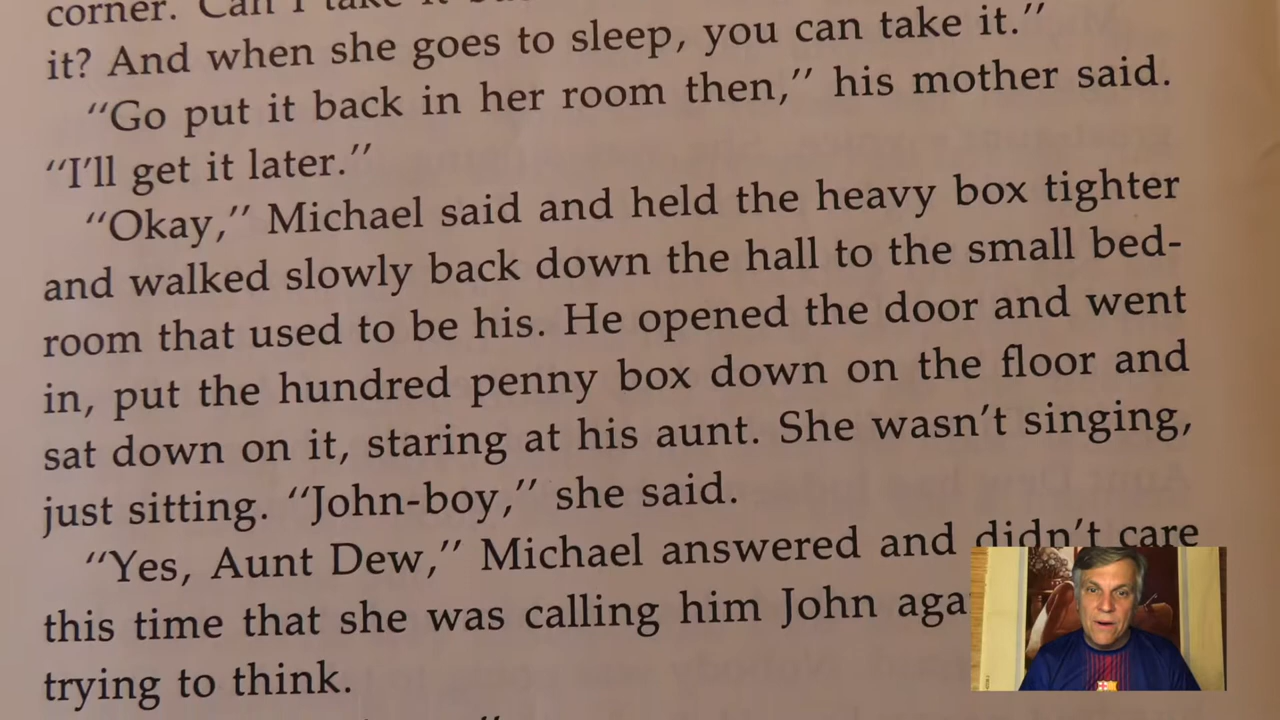 corner. Can I take it
it? And when she goes to sleep, you can take it.”
“Go put it back in her room then,” his mother said.
“I’ll get it later.”
“Okay,” Michael said and held the heavy box tighter
and walked slowly back down the hall to the small bed-
room that used to be his. He opened the door and went
in, put the hundred penny box down on the floor and
sat down on it, staring at his aunt. She wasn’t singing,
just sitting. “John-boy,” she said.
“Yes, Aunt Dew,” Michael answered and didn’t care
this time that she was calling him John
trying to think.